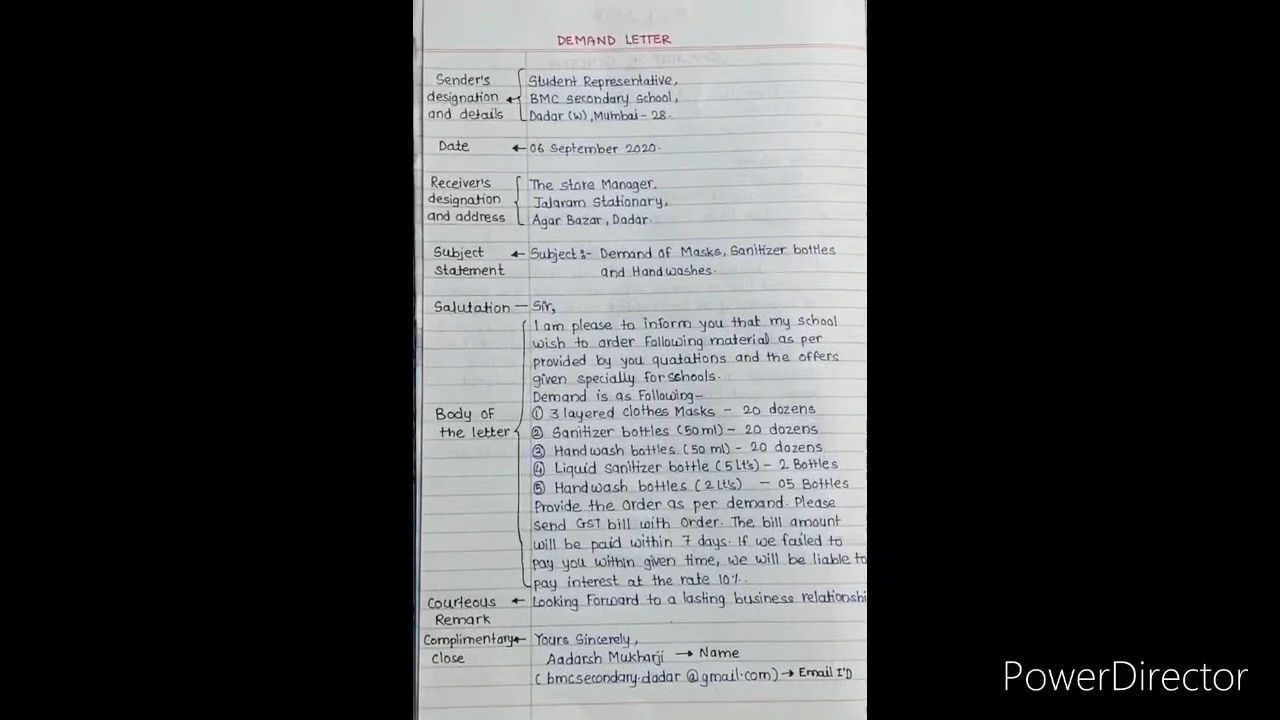 DEMAND LETTER
Sender's designation and details
Student Representative,
BMC secondary school,
Dadar (W), Mumbai - 28.
Date ← 06 September 2020.
Receiver's designation and address
The store Manager.
Jalaram Stationary,
Agar Bazar, Dadar.
Subject statement ← Subject:- Demand of Masks, Sanitizer bottles
and Handwashes.
Salutation — Sir,
Body of the letter
I am please to inform you that my school
wish to order following material as per
provided by you quatations and the offers
given specially for schools.
Demand is as Following-
① 3 layered clothes Masks - 20 dozens
② Sanitizer bottles (50ml) - 20 dozens
③ Handwash bottles (50 ml) - 20 dozens
④ Liquid sanitizer bottle (5 Lt's) - 2 Bottles
⑤ Handwash bottles (2 Lt's) - 05 Bottles
Provide the order as per demand. Please
send GST bill with order. The bill amount
will be paid within 7 days. If we failed to
pay you within given time, we will be liable to
pay interest at the rate 10%.
Courteous Remark ← Looking Forward to a lasting business relationshi
Complimentary close ← Yours Sincerely,
Aadarsh Mukharji → Name
(bmcsecondary.dadar @gmail.com) → Email I'D
PowerDirector